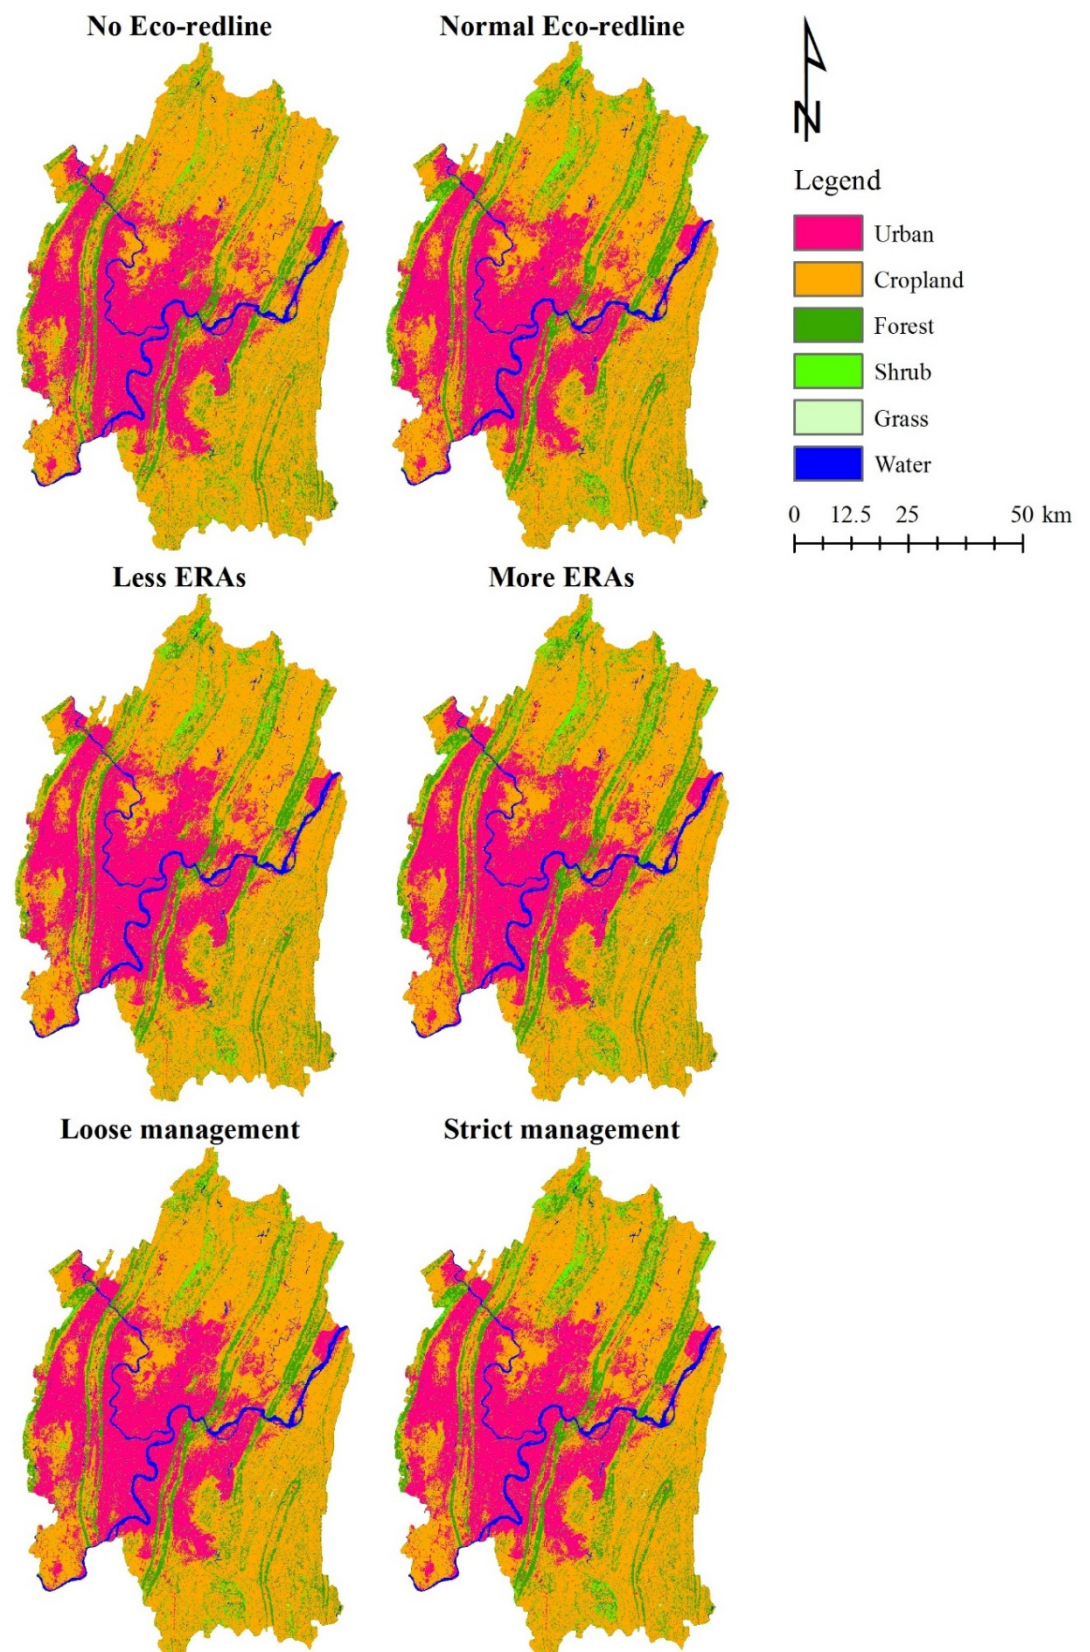 No Eco-redline
Normal Eco-redline
N
Legend
Urban
Cropland
Forest
Shrub
Grass
Water
0 12.5 25 50 km
Less ERAs
More ERAs
Loose management
Strict management